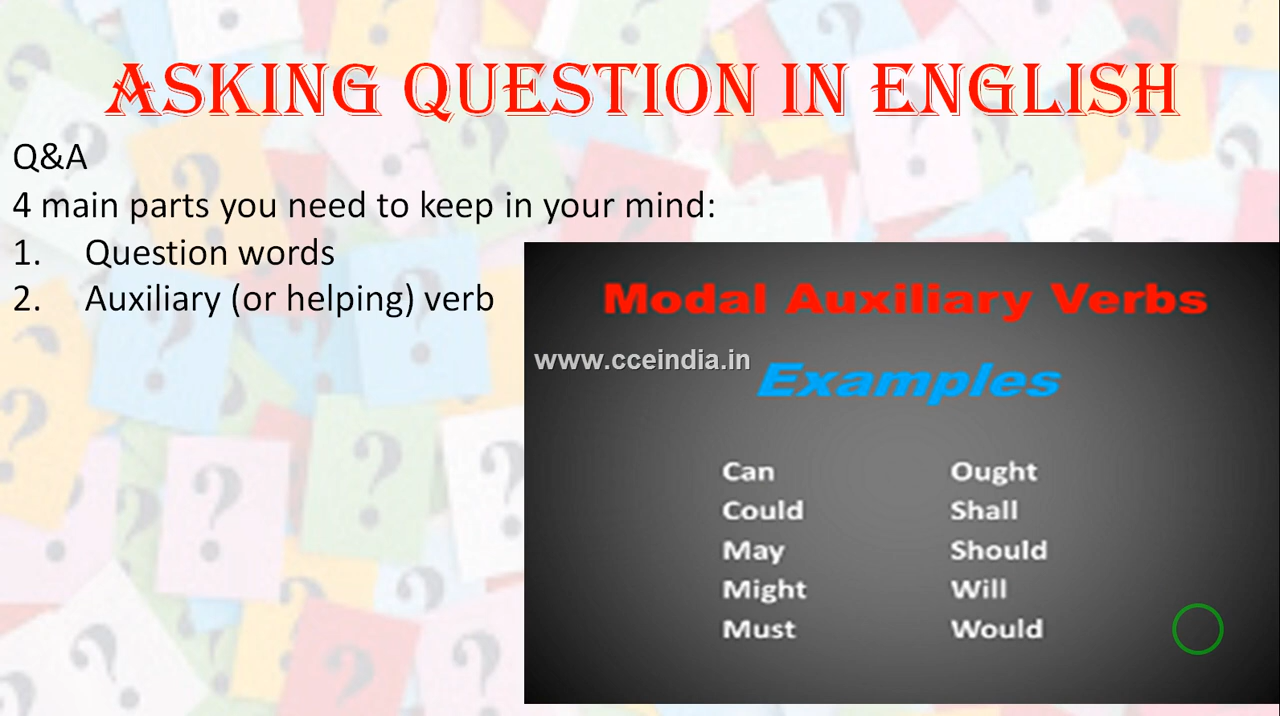 ASKING QUESTION IN ENGLISH
Q&A
4 main parts you need to keep in your mind:
1. Question words
2. Auxiliary (or helping) verb
Modal Auxiliary Verbs
www.cceindia.in
Examples
Can Ought
Could Shall
May Should
Might Will
Must Would